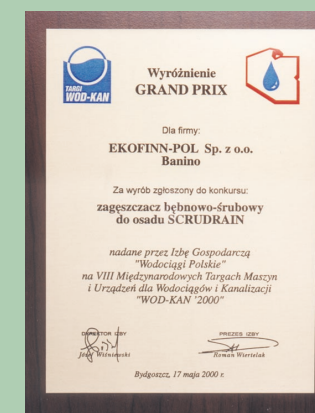 TARGI
WOD-KAN
Wyróżnienie
GRAND PRIX
Dla firmy:
EKOFINN-POL Sp. z o.o.
Banino
Za wyrób zgłoszony do konkursu:
zagęszczacz bębnowo-śrubowy
do osadu SCRUDRAIN
nadane przez Izbę Gospodarczą
"Wodociągi Polskie"
na VIII Międzynarodowych Targach Maszyn
i Urządzeń dla Wodociągów i Kanalizacji
"WOD-KAN '2000"
DYREKTOR IZBY
PREZES IZBY
Roman Wiertelak
Bydgoszcz, 17 maja 2000 r.